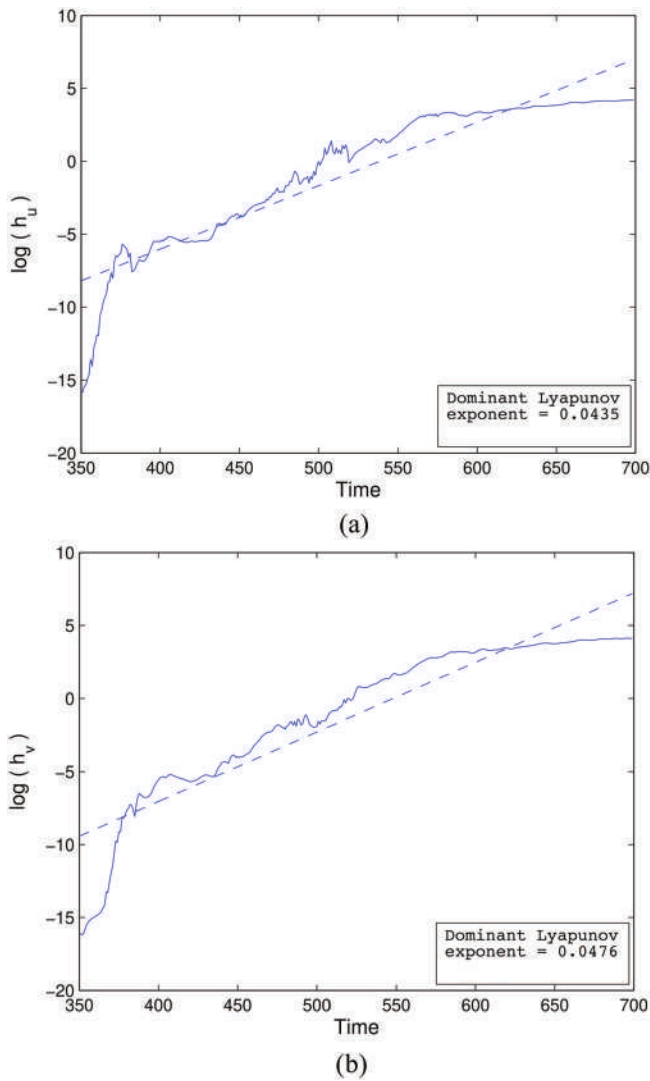 10
5
0
−5
−10
−15
−20
log ( h_u )
Dominant Lyapunov
exponent = 0.0435
350 400 450 500 550 600 650 700
Time
(a)
10
5
0
−5
−10
−15
−20
log ( h_v )
Dominant Lyapunov
exponent = 0.0476
350 400 450 500 550 600 650 700
Time
(b)